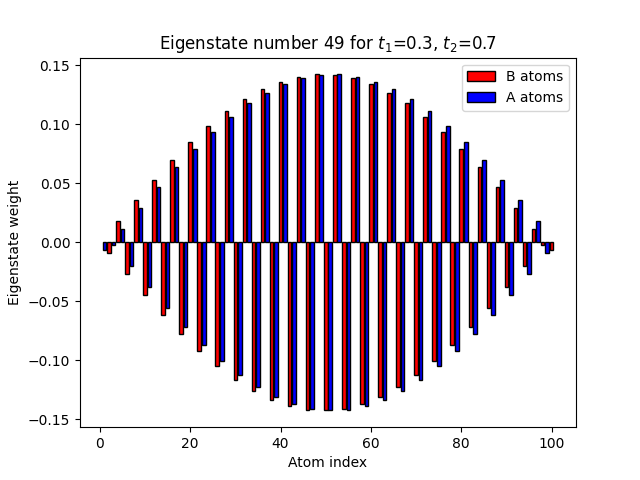 Eigenstate number 49 for t₁=0.3, t₂=0.7
B atoms
A atoms
Eigenstate weight
0.15
0.10
0.05
0.00
−0.05
−0.10
−0.15
0 20 40 60 80 100
Atom index